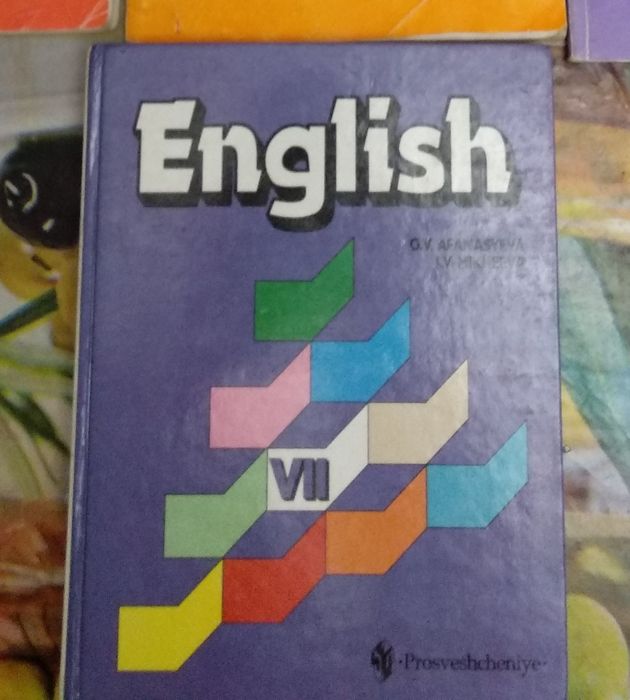 English
O.V. AFANASYEVA
I.V.
VII
·Prosveshcheniye·